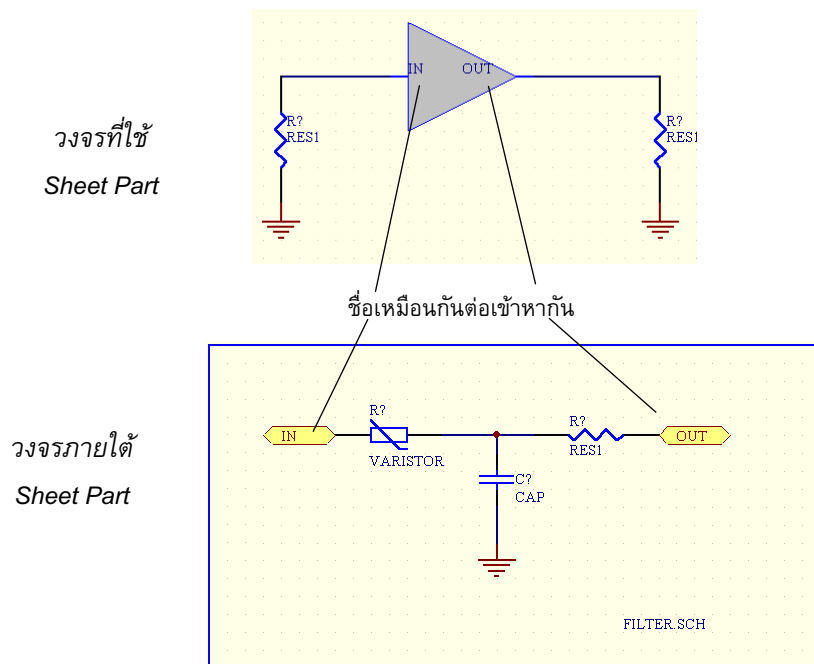 IN OUT
R?
RES1
R?
RES1
วงจรที่ใช้
Sheet Part
ชื่อเหมือนกันต่อเข้าหากัน
R?
IN
VARISTOR
R?
OUT
RES1
C?
CAP
วงจรภายใต้
Sheet Part
FILTER.SCH